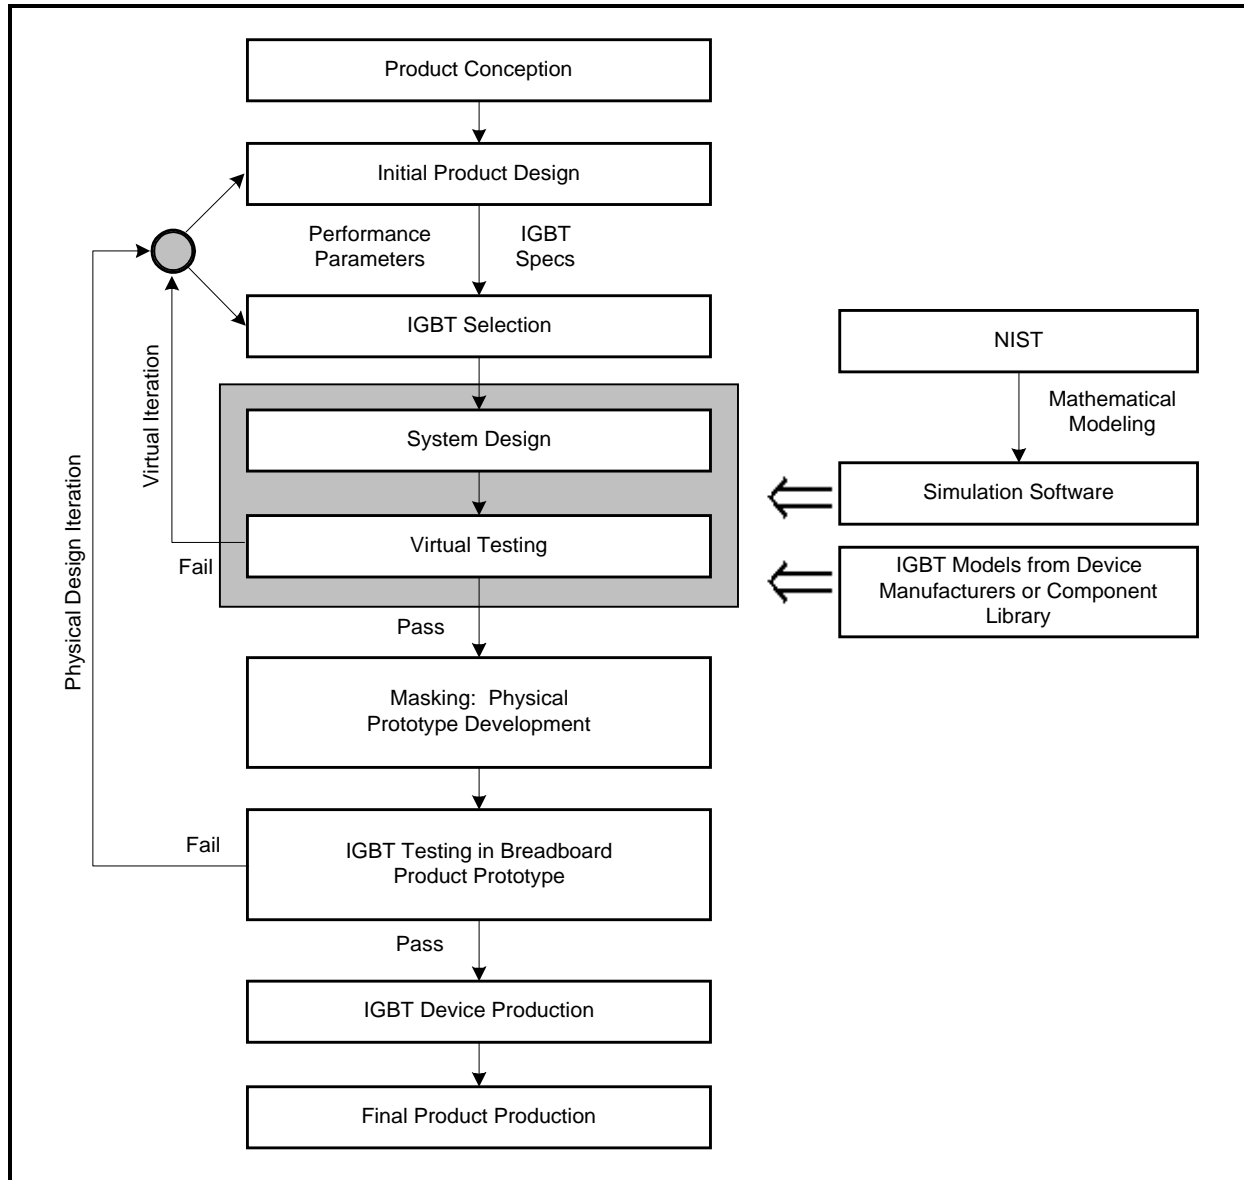 Product Conception
Initial Product Design
Performance
Parameters
IGBT
Specs
IGBT Selection
NIST
Mathematical
Modeling
System Design
Simulation Software
Virtual Testing
IGBT Models from Device
Manufacturers or Component
Library
Virtual Iteration
Physical Design Iteration
Fail
Pass
Masking:  Physical
Prototype Development
Fail
IGBT Testing in Breadboard
Product Prototype
Pass
IGBT Device Production
Final Product Production